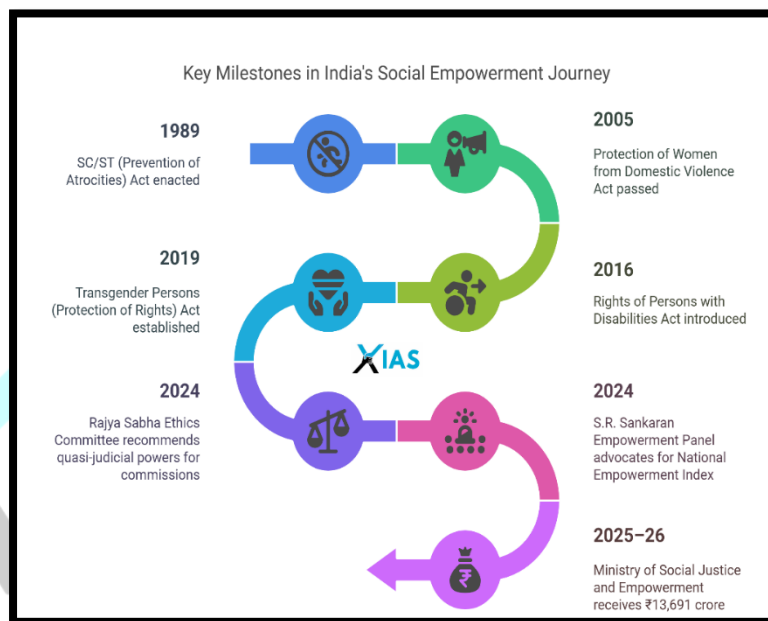 Key Milestones in India's Social Empowerment Journey
1989
SC/ST (Prevention of
Atrocities) Act enacted
2005
Protection of Women
from Domestic Violence
Act passed
2016
Rights of Persons with
Disabilities Act introduced
2019
Transgender Persons
(Protection of Rights) Act
established
XIAS
2024
Rajya Sabha Ethics
Committee recommends
quasi-judicial powers for
commissions
2024
S.R. Sankaran
Empowerment Panel
advocates for National
Empowerment Index
2025–26
Ministry of Social Justice
and Empowerment
receives ₹13,691 crore
₹